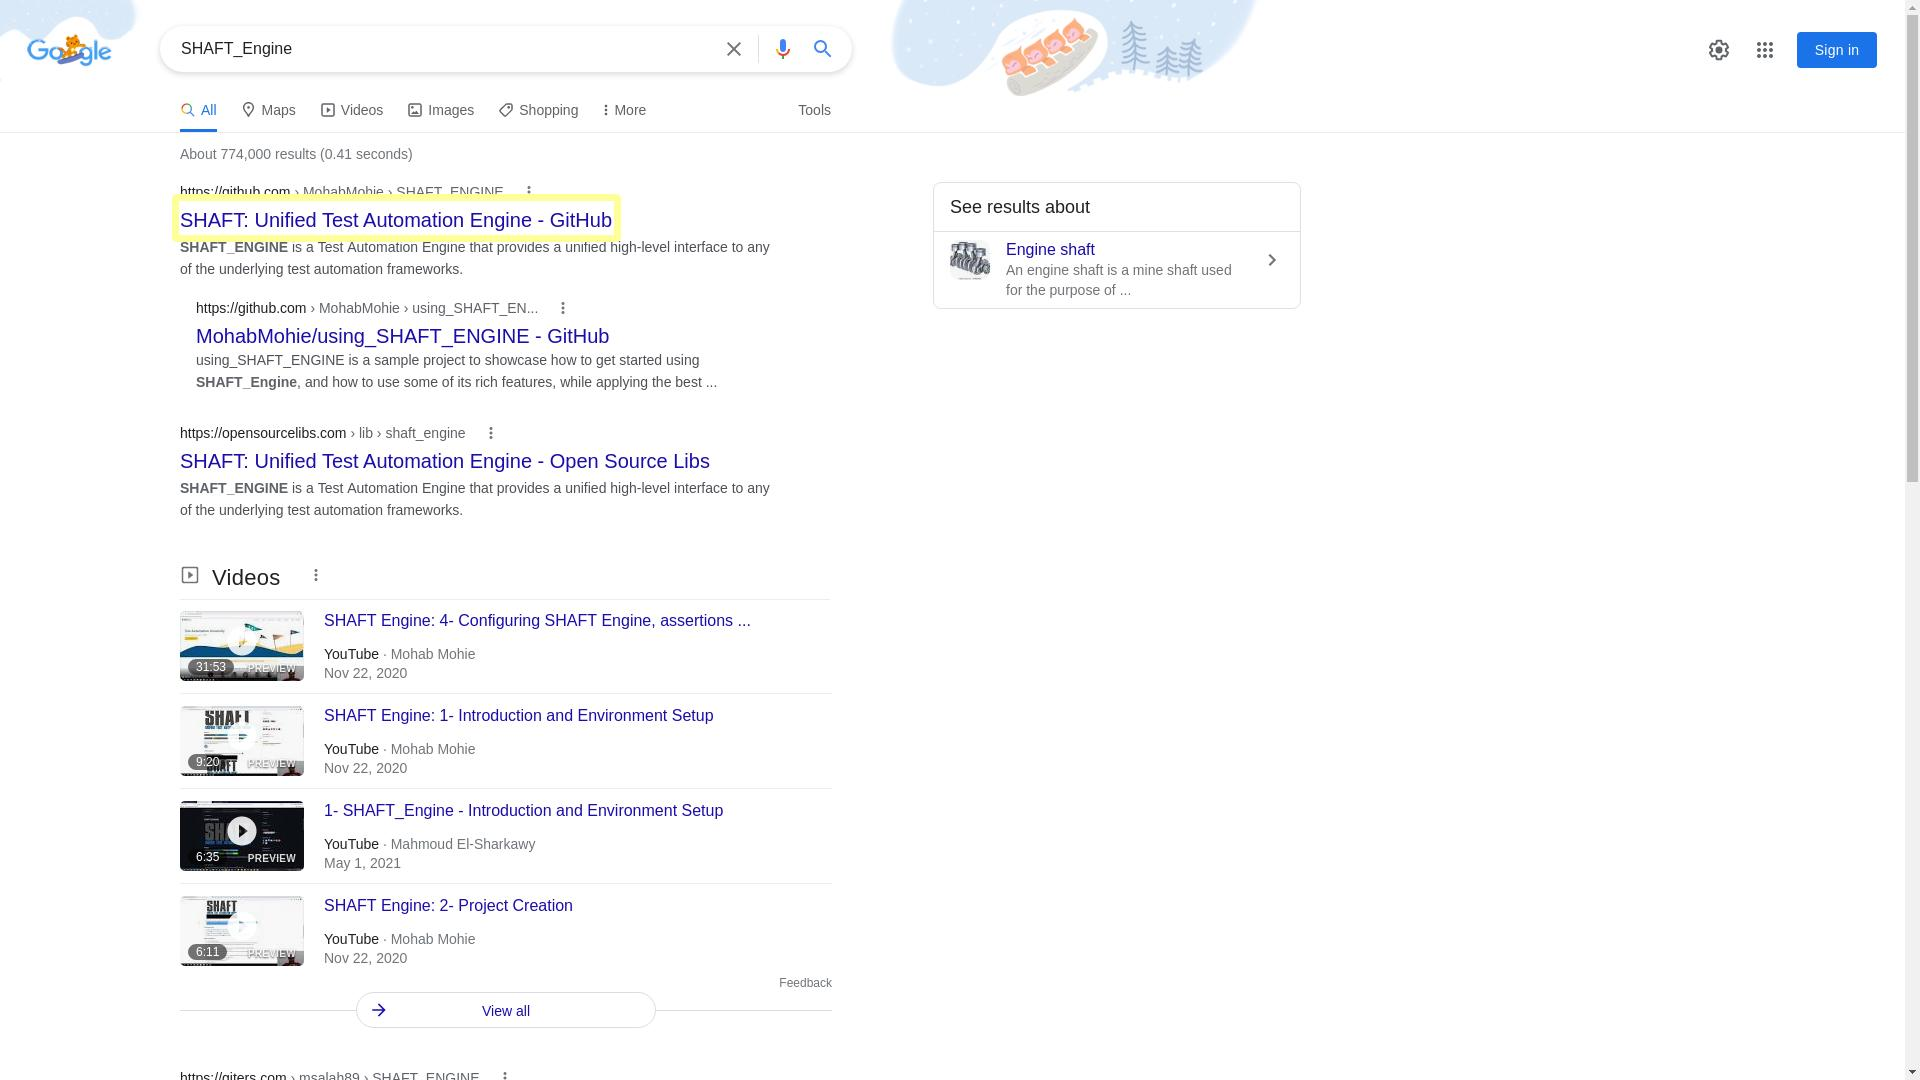 Google
SHAFT_Engine
Sign in
All
Maps
Videos
Images
Shopping
More
Tools
About 774,000 results (0.41 seconds)
https://github.com › MohabMohie › SHAFT_ENGINE
SHAFT: Unified Test Automation Engine - GitHub
SHAFT_ENGINE is a Test Automation Engine that provides a unified high-level interface to any
of the underlying test automation frameworks.
https://github.com › MohabMohie › using_SHAFT_EN...
MohabMohie/using_SHAFT_ENGINE - GitHub
using_SHAFT_ENGINE is a sample project to showcase how to get started using
SHAFT_Engine, and how to use some of its rich features, while applying the best ...
https://opensourcelibs.com › lib › shaft_engine
SHAFT: Unified Test Automation Engine - Open Source Libs
SHAFT_ENGINE is a Test Automation Engine that provides a unified high-level interface to any
of the underlying test automation frameworks.
Videos
31:53
PREVIEW
SHAFT Engine: 4- Configuring SHAFT Engine, assertions ...
YouTube · Mohab Mohie
Nov 22, 2020
SHAFT
9:20
PREVIEW
SHAFT Engine: 1- Introduction and Environment Setup
YouTube · Mohab Mohie
Nov 22, 2020
6:35
PREVIEW
1- SHAFT_Engine - Introduction and Environment Setup
YouTube · Mahmoud El-Sharkawy
May 1, 2021
SHAFT
6:11
PREVIEW
SHAFT Engine: 2- Project Creation
YouTube · Mohab Mohie
Nov 22, 2020
Feedback
View all
https://giters.com › msalah89 › SHAFT_ENGINE
See results about
Engine shaft
An engine shaft is a mine shaft used
for the purpose of ...